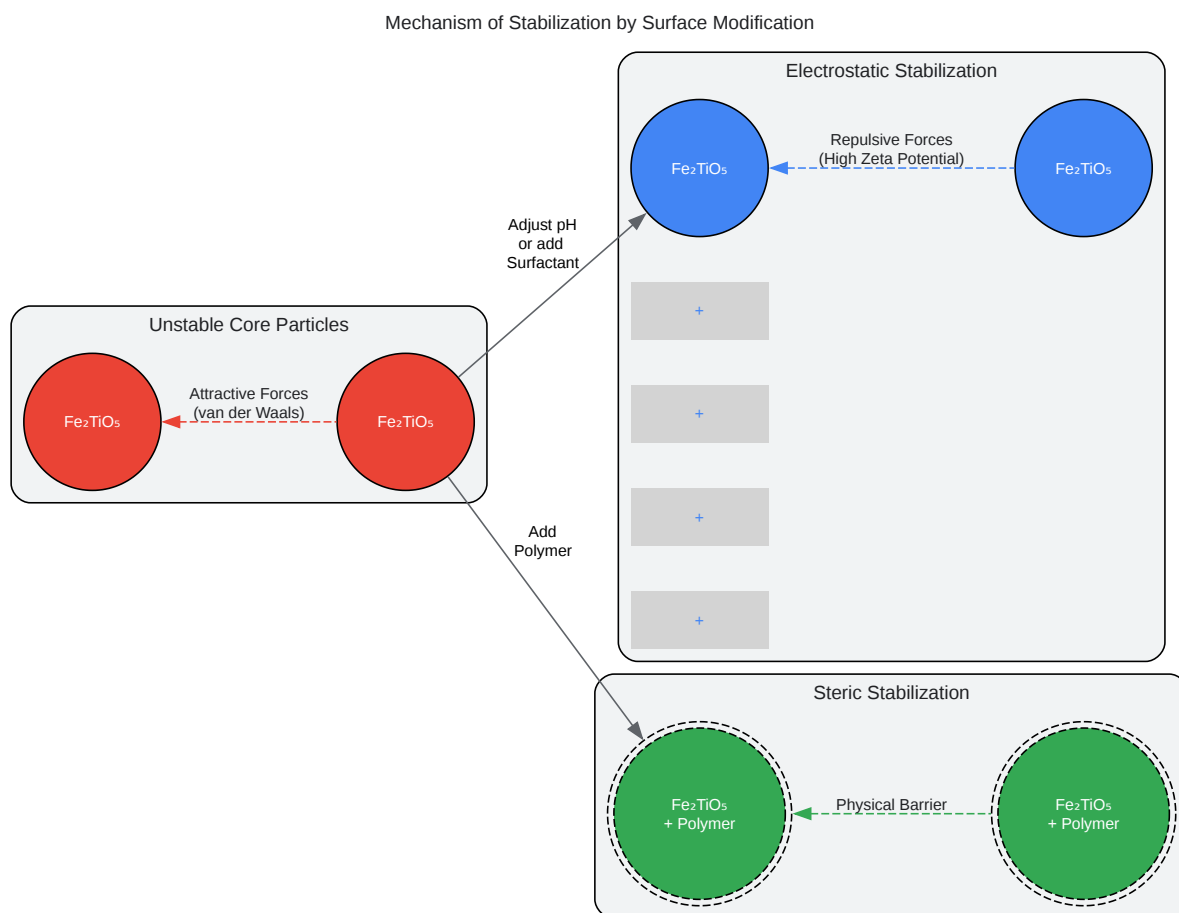 Mechanism of Stabilization by Surface Modification
Electrostatic Stabilization
Fe₂TiO₅
Repulsive Forces
(High Zeta Potential)
Fe₂TiO₅
Adjust pH
or add
Surfactant
+
+
+
+
Unstable Core Particles
Fe₂TiO₅
Attractive Forces
(van der Waals)
Fe₂TiO₅
Add
Polymer
Steric Stabilization
Fe₂TiO₅
+ Polymer
Physical Barrier
Fe₂TiO₅
+ Polymer